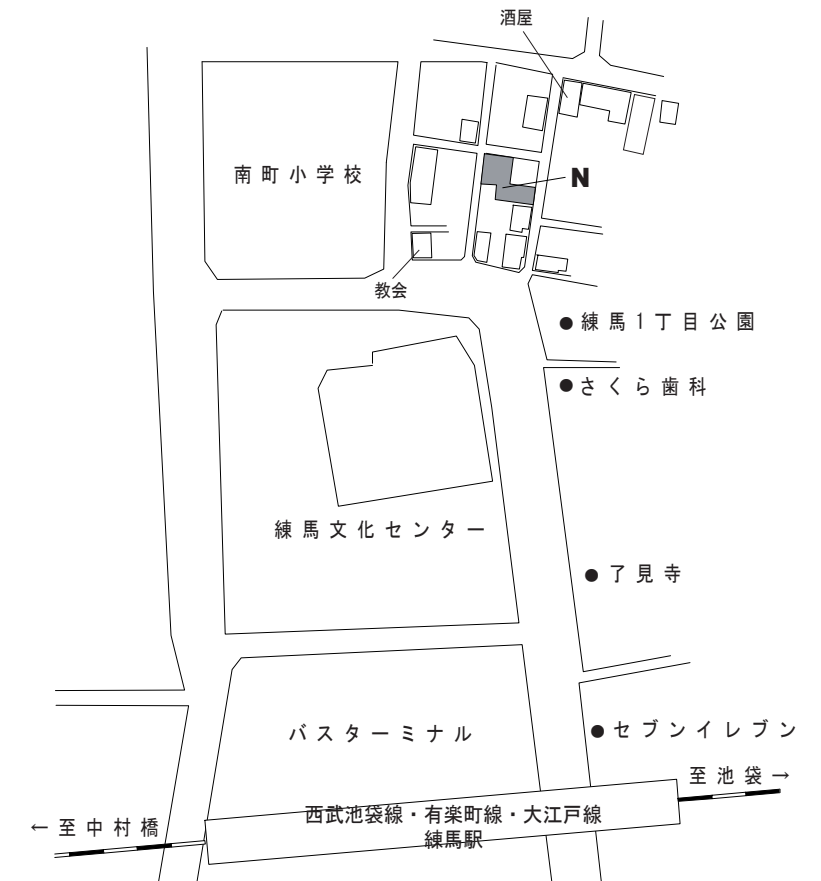 酒屋
南町小学校
N
教会
練馬1丁目公園
さくら歯科
練馬文化センター
了見寺
バスターミナル
セブンイレブン
至池袋→
西武池袋線・有楽町線・大江戸線
練馬駅
←至中村橋